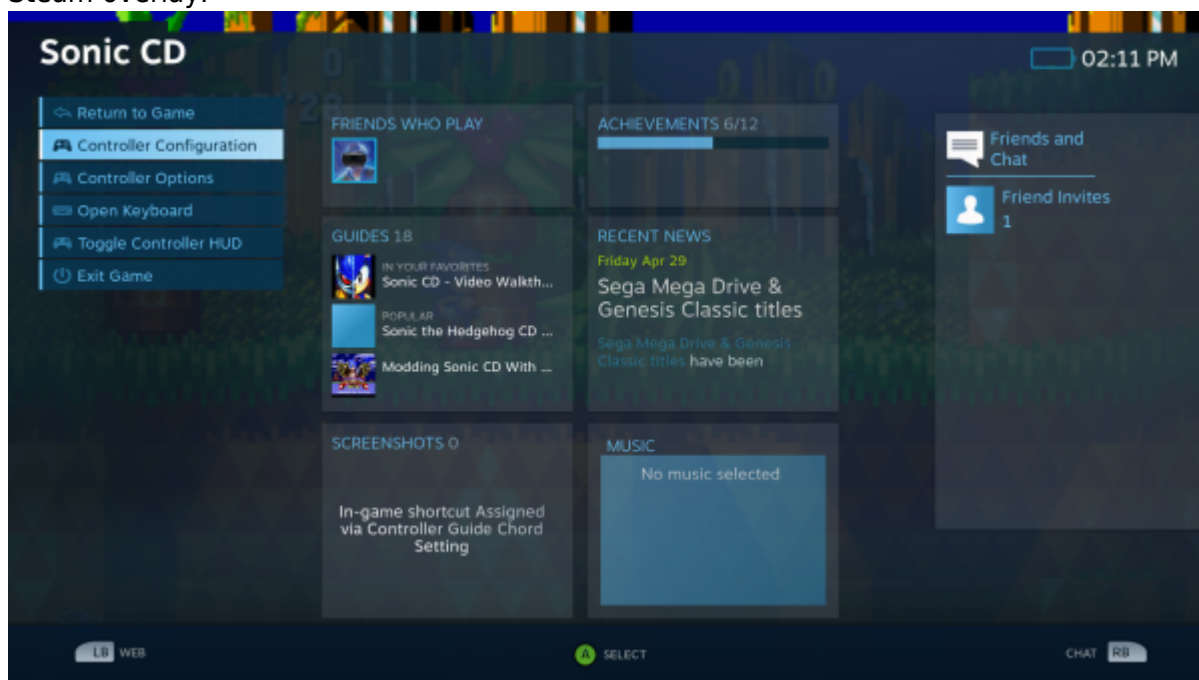 Steam overlay.
Sonic CD
02:11 PM
Return to Game
Controller Configuration
Controller Options
Open Keyboard
Toggle Controller HUD
Exit Game
FRIENDS WHO PLAY
ACHIEVEMENTS 6/12
GUIDES 18
IN YOUR FAVORITES
Sonic CD - Video Walkth...
POPULAR
Sonic the Hedgehog CD ...
Modding Sonic CD With ...
RECENT NEWS
Friday Apr 29
Sega Mega Drive &
Genesis Classic titles
Sega Mega Drive & Genesis
Classic titles have been
SCREENSHOTS 0
In-game shortcut Assigned
via Controller Guide Chord
Setting
MUSIC
No music selected
Friends and
Chat
Friend Invites
1
LB WEB
A SELECT
CHAT RB